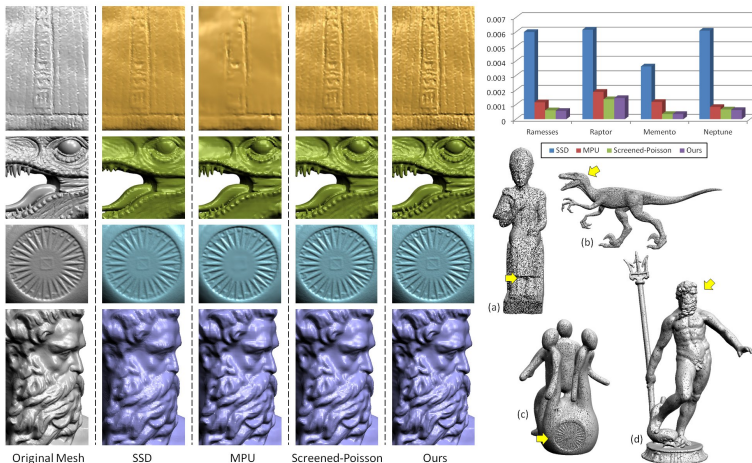 0.007
0.006
0.005
0.004
0.003
0.002
0.001
0
Ramesses Raptor Memento Neptune
SSD MPU Screened-Poisson Ours
(a)
(b)
(c)
(d)
Original Mesh SSD MPU Screened-Poisson Ours